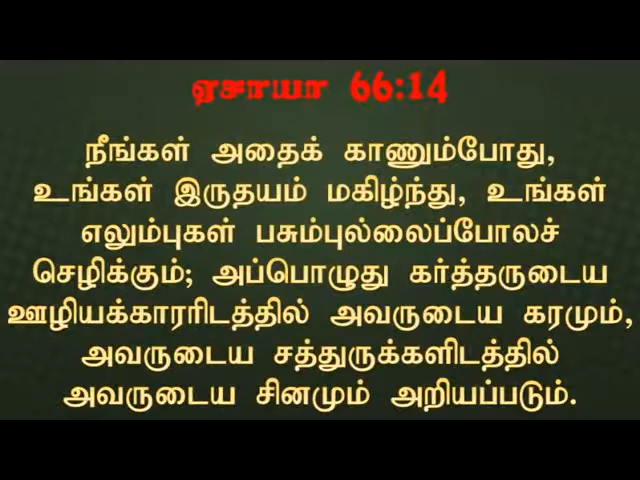 ஏசாயா 66:14
நீங்கள் அதைக் காணும்போது,
உங்கள் இருதயம் மகிழ்ந்து, உங்கள்
எலும்புகள் பசும்புல்லைப்போலச்
செழிக்கும்; அப்பொழுது கர்த்தருடைய
ஊழியக்காரரிடத்தில் அவருடைய கரமும்,
அவருடைய சத்துருக்களிடத்தில்
அவருடைய சினமும் அறியப்படும்.